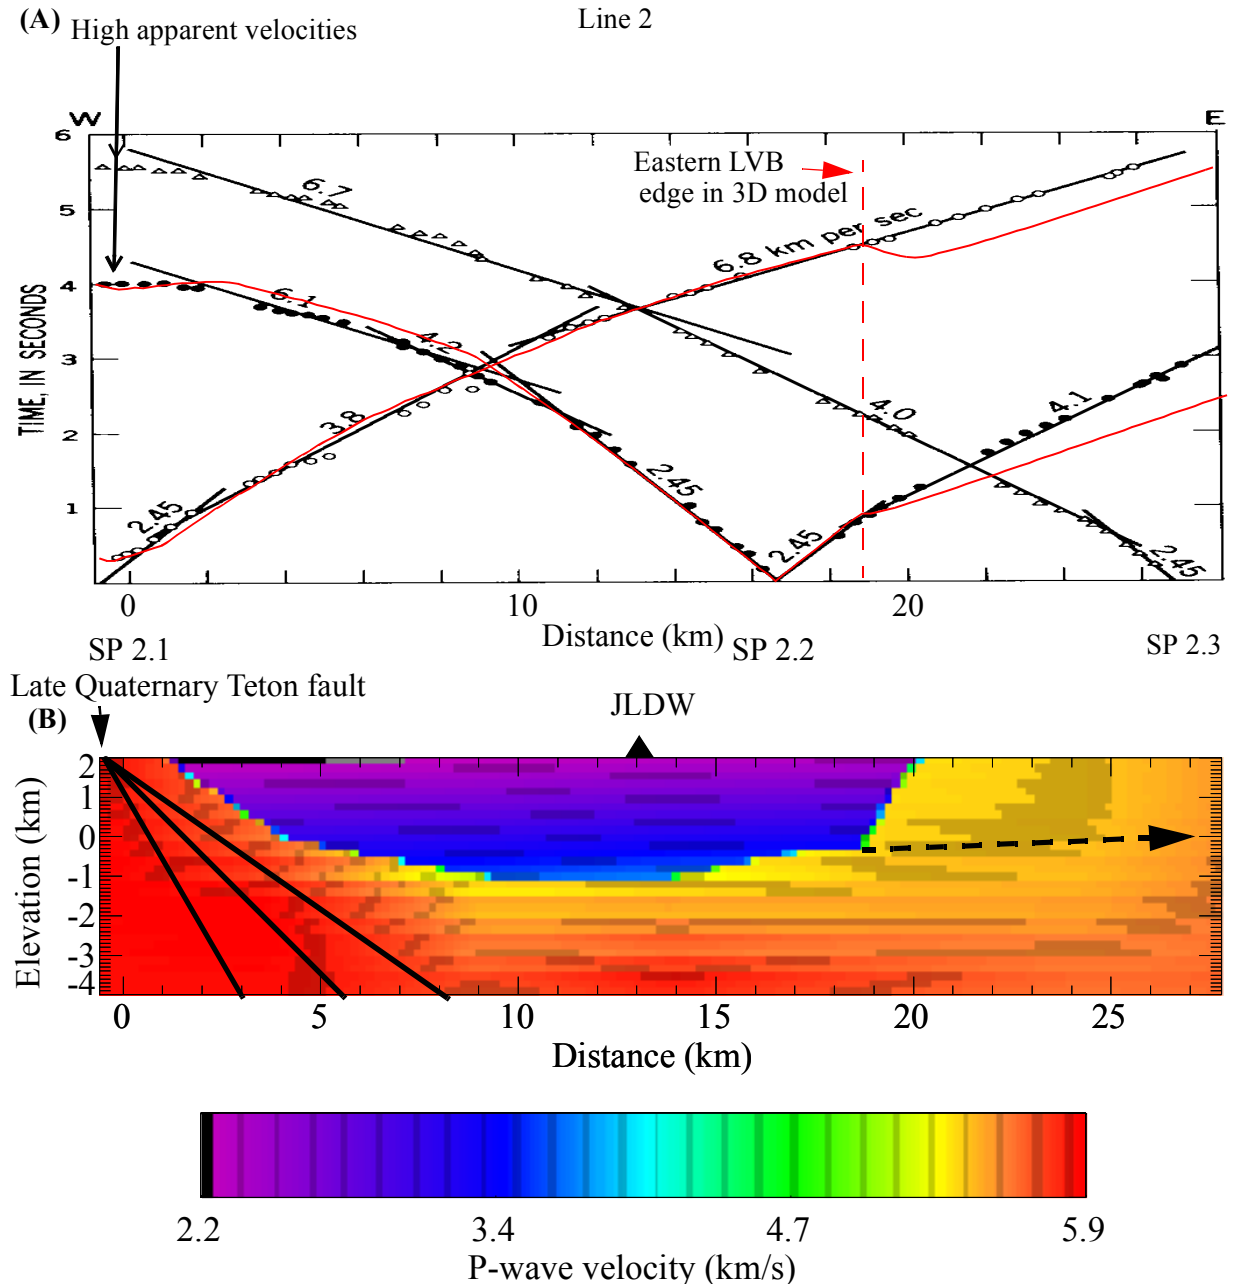 (A)
Line 2
High apparent velocities
W
E
6
5
4
3
2
1
TIME, IN SECONDS
Eastern LVB
edge in 3D model
6.7
6.8 km per sec
6.1
4.2
3.8
2.45
2.45
2.45
4.0
4.1
2.45
0
10
20
Distance (km)
SP 2.1
SP 2.2
SP 2.3
Late Quaternary Teton fault
(B)
JLDW
2
1
0
-1
-2
-3
-4
Elevation (km)
0
5
10
15
20
25
Distance (km)
2.2
3.4
4.7
5.9
P-wave velocity (km/s)